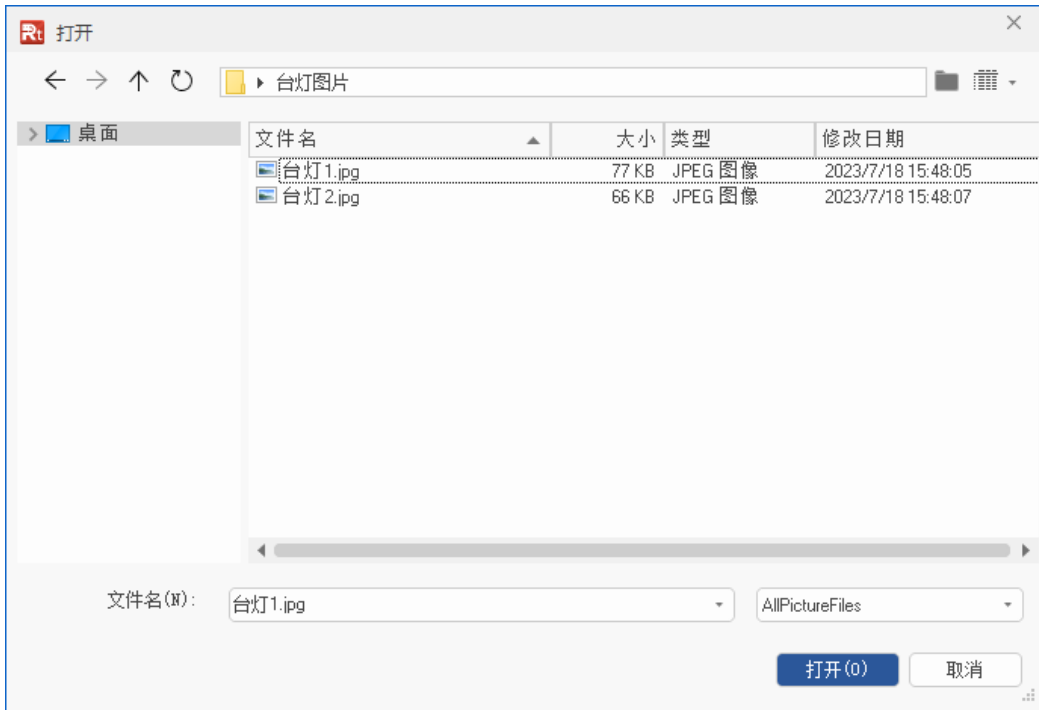 Rt 打开
台灯图片
桌面
文件名 大小 类型 修改日期
台灯1.jpg 77 KB JPEG 图像 2023/7/18 15:48:05
台灯2.jpg 66 KB JPEG 图像 2023/7/18 15:48:07
文件名(N): 台灯1.jpg AllPictureFiles
打开(O) 取消